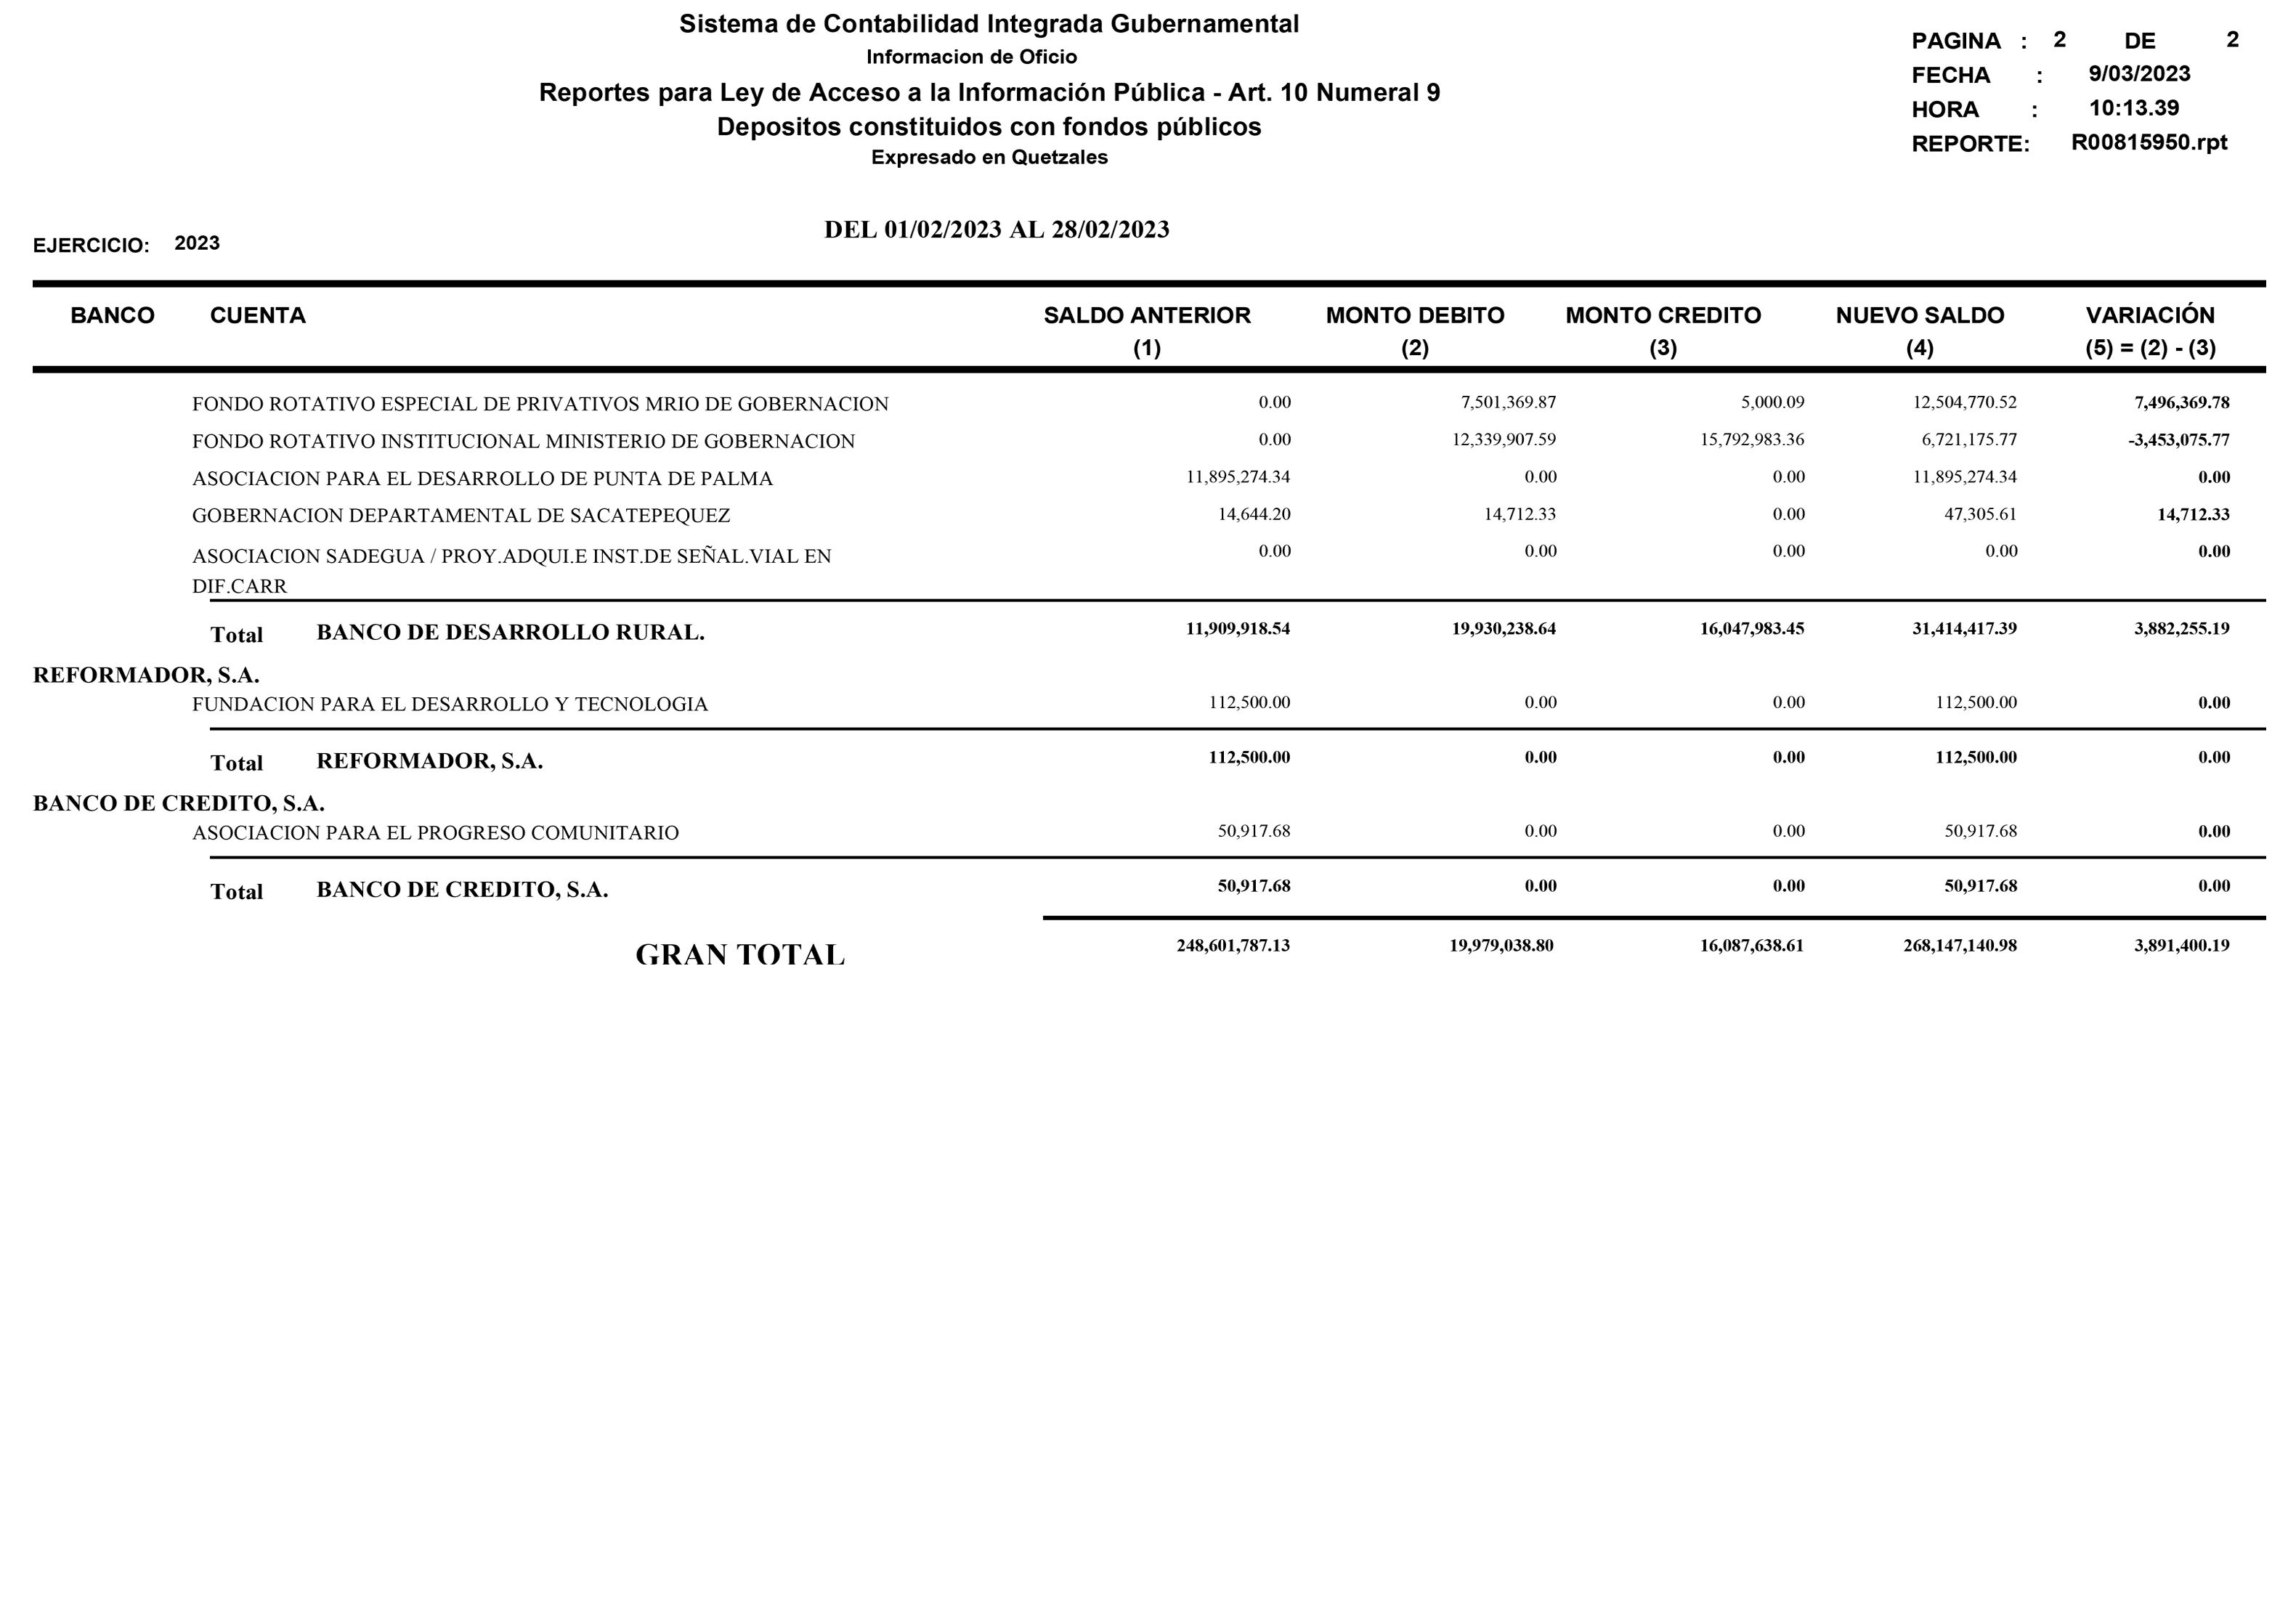 Sistema de Contabilidad Integrada Gubernamental
Informacion de Oficio
Reportes para Ley de Acceso a la Información Pública - Art. 10 Numeral 9
Depositos constituidos con fondos públicos
Expresado en Quetzales
PAGINA : 2 DE 2
FECHA : 9/03/2023
HORA : 10:13.39
REPORTE: R00815950.rpt
DEL 01/02/2023 AL 28/02/2023
EJERCICIO: 2023
BANCO CUENTA SALDO ANTERIOR MONTO DEBITO MONTO CREDITO NUEVO SALDO VARIACIÓN
(1) (2) (3) (4) (5) = (2) - (3)
FONDO ROTATIVO ESPECIAL DE PRIVATIVOS MRIO DE GOBERNACION 0.00 7,501,369.87 5,000.09 12,504,770.52 7,496,369.78
FONDO ROTATIVO INSTITUCIONAL MINISTERIO DE GOBERNACION 0.00 12,339,907.59 15,792,983.36 6,721,175.77 -3,453,075.77
ASOCIACION PARA EL DESARROLLO DE PUNTA DE PALMA 11,895,274.34 0.00 0.00 11,895,274.34 0.00
GOBERNACION DEPARTAMENTAL DE SACATEPEQUEZ 14,644.20 14,712.33 0.00 47,305.61 14,712.33
ASOCIACION SADEGUA / PROY.ADQUI.E INST.DE SEÑAL.VIAL EN 0.00 0.00 0.00 0.00 0.00
DIF.CARR
Total BANCO DE DESARROLLO RURAL. 11,909,918.54 19,930,238.64 16,047,983.45 31,414,417.39 3,882,255.19
REFORMADOR, S.A.
FUNDACION PARA EL DESARROLLO Y TECNOLOGIA 112,500.00 0.00 0.00 112,500.00 0.00
Total REFORMADOR, S.A. 112,500.00 0.00 0.00 112,500.00 0.00
BANCO DE CREDITO, S.A.
ASOCIACION PARA EL PROGRESO COMUNITARIO 50,917.68 0.00 0.00 50,917.68 0.00
Total BANCO DE CREDITO, S.A. 50,917.68 0.00 0.00 50,917.68 0.00
GRAN TOTAL 248,601,787.13 19,979,038.80 16,087,638.61 268,147,140.98 3,891,400.19